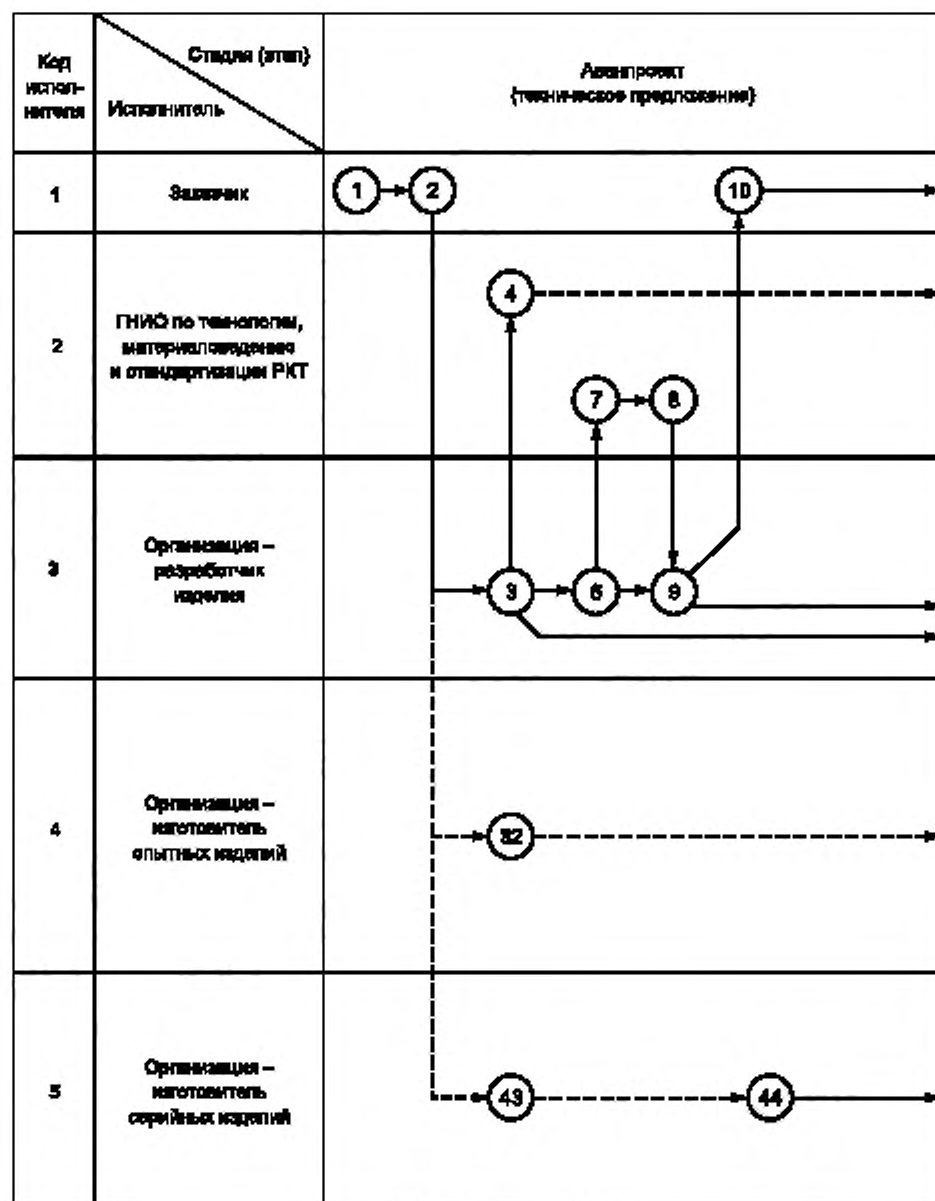 Код
испол-
нителя
Стадия (этап)
Исполнитель
Аванпроект
(техническое предложение)
1
Заказчик
1
2
10
2
ГНИО по технологии,
материаловедению
и стандартизации РКТ
4
7
8
3
Организация –
разработчик
изделия
3
6
9
4
Организация –
изготовитель
опытных изделий
32
5
Организация –
изготовитель
серийных изделий
43
44